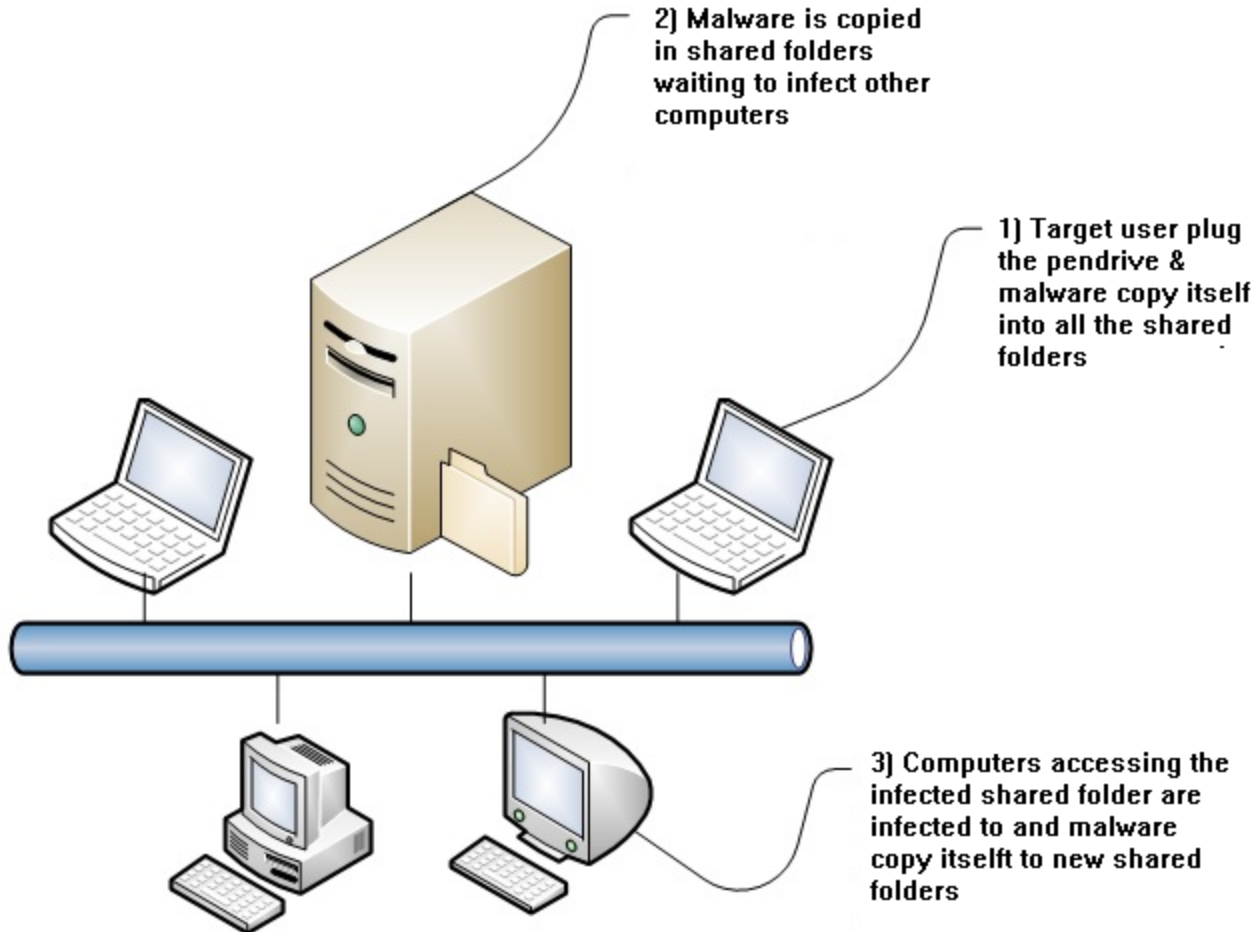 2) Malware is copied
in shared folders
waiting to infect other
computers
1) Target user plug
the pendrive &
malware copy itself
into all the shared
folders
3) Computers accessing the
infected shared folder are
infected to and malware
copy itselft to new shared
folders